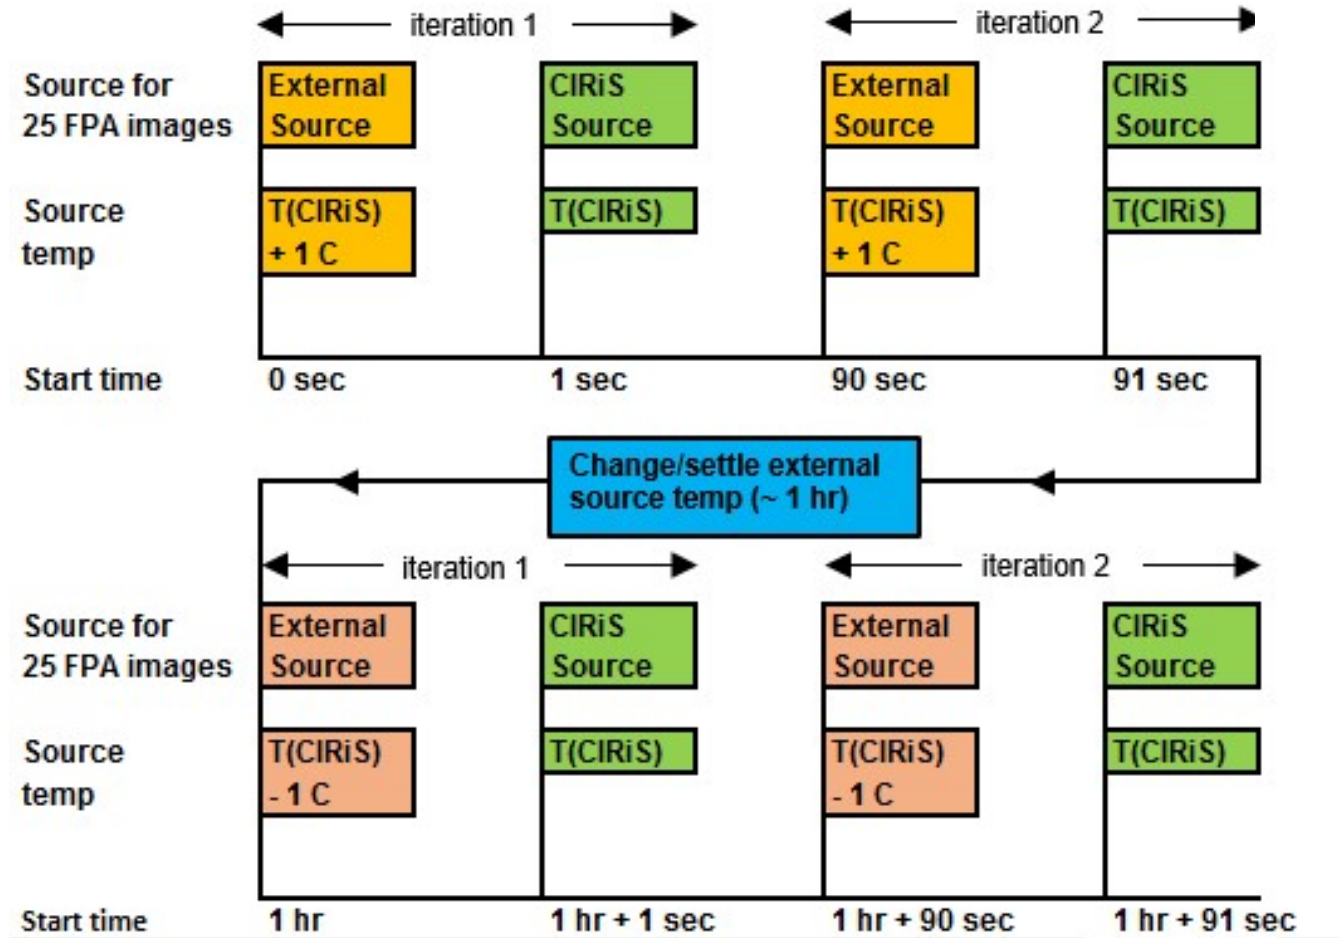 iteration 1
iteration 2
Source for
25 FPA images
External
Source
CIRiS
Source
External
Source
CIRiS
Source
Source
temp
T(CIRiS)
+ 1 C
T(CIRiS)
T(CIRiS)
+ 1 C
T(CIRiS)
Start time
0 sec
1 sec
90 sec
91 sec
Change/settle external
source temp (~ 1 hr)
iteration 1
iteration 2
Source for
25 FPA images
External
Source
CIRiS
Source
External
Source
CIRiS
Source
Source
temp
T(CIRiS)
- 1 C
T(CIRiS)
T(CIRiS)
- 1 C
T(CIRiS)
Start time
1 hr
1 hr + 1 sec
1 hr + 90 sec
1 hr + 91 sec